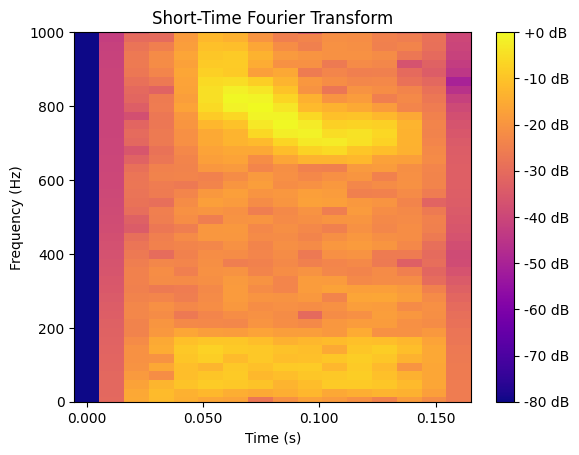 Short-Time Fourier Transform
1000
800
600
400
200
0
Frequency (Hz)
0.000
0.050
0.100
0.150
Time (s)
+0 dB
-10 dB
-20 dB
-30 dB
-40 dB
-50 dB
-60 dB
-70 dB
-80 dB